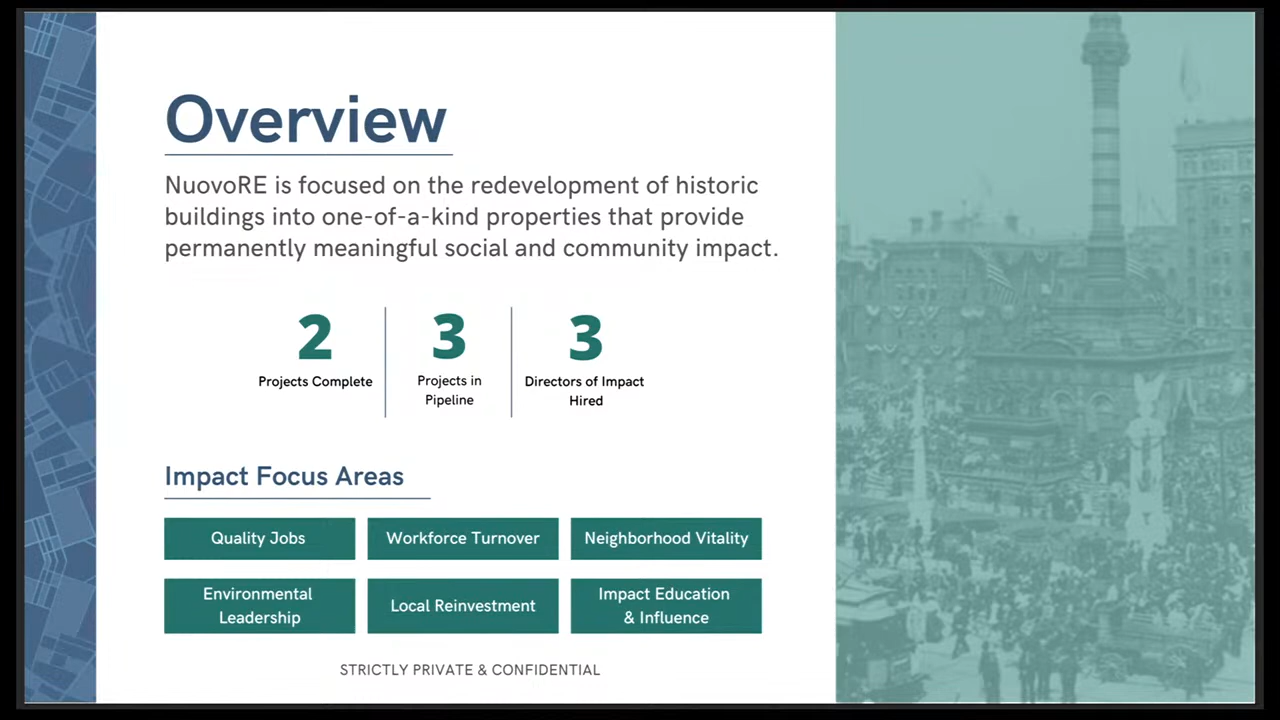 Overview
NuovoRE is focused on the redevelopment of historic
buildings into one-of-a-kind properties that provide
permanently meaningful social and community impact.
2
Projects Complete
3
Projects in
Pipeline
3
Directors of Impact
Hired
Impact Focus Areas
Quality Jobs
Workforce Turnover
Neighborhood Vitality
Environmental
Leadership
Local Reinvestment
Impact Education
& Influence
STRICTLY PRIVATE & CONFIDENTIAL